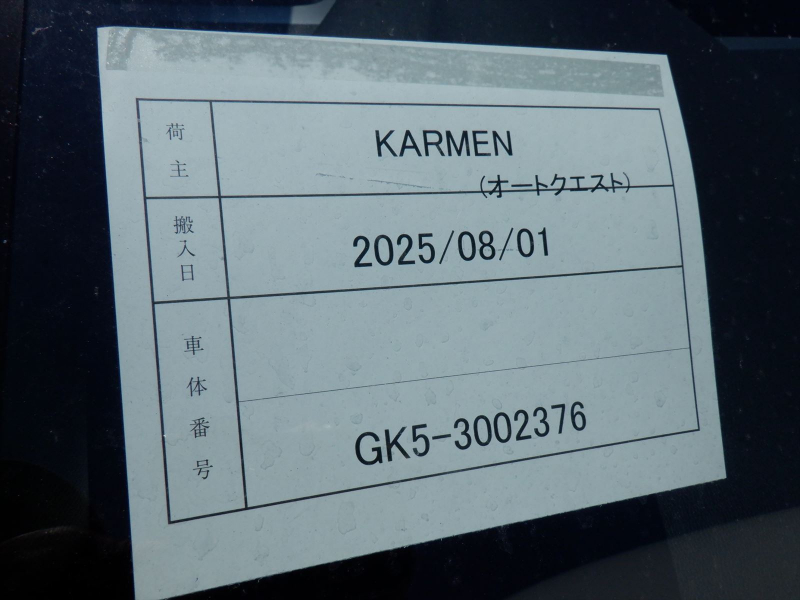 荷主
KARMEN
(オートクエスト)
搬入日
2025/08/01
車体番号
GK5-3002376